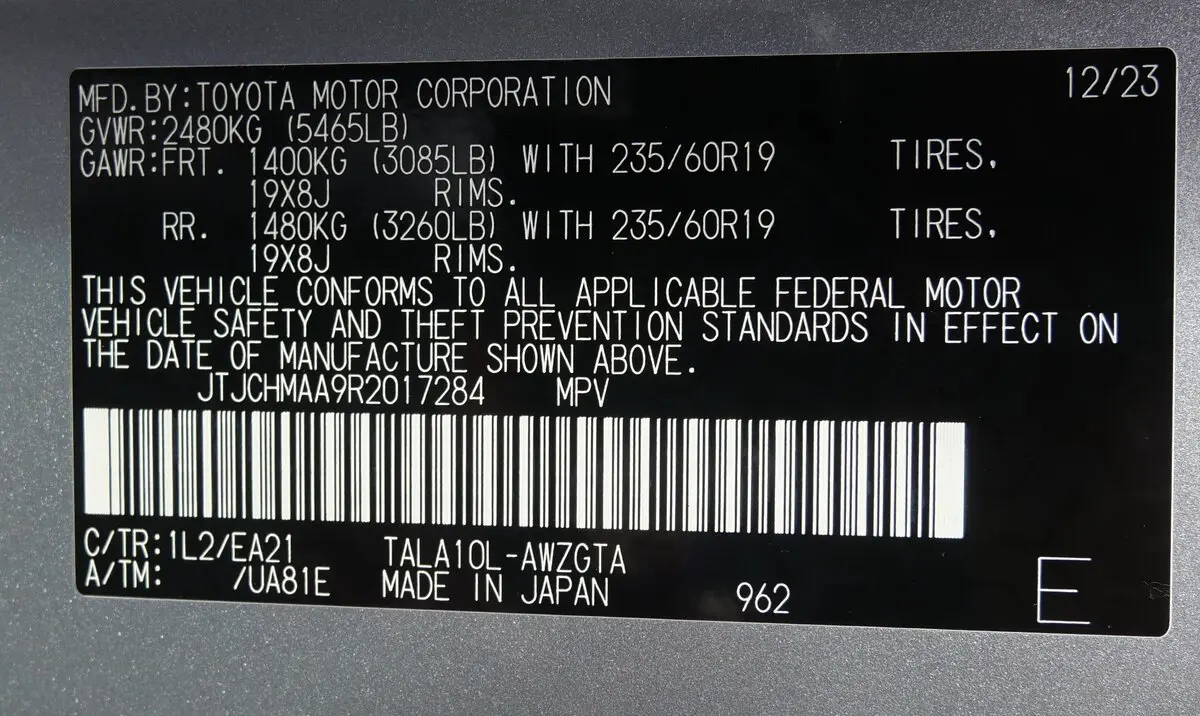 MFD.BY:TOYOTA MOTOR CORPORATION 12/23
GVWR:2480KG (5465LB)
GAWR:FRT. 1400KG (3085LB) WITH 235/60R19 TIRES,
19X8J RIMS.
RR. 1480KG (3260LB) WITH 235/60R19 TIRES,
19X8J RIMS.
THIS VEHICLE CONFORMS TO ALL APPLICABLE FEDERAL MOTOR
VEHICLE SAFETY AND THEFT PREVENTION STANDARDS IN EFFECT ON
THE DATE OF MANUFACTURE SHOWN ABOVE.
JTJCHMAA9R2017284 MPV
C/TR:1L2/EA21 TALA10L-AWZGTA
A/TM: /UA81E MADE IN JAPAN 962 E